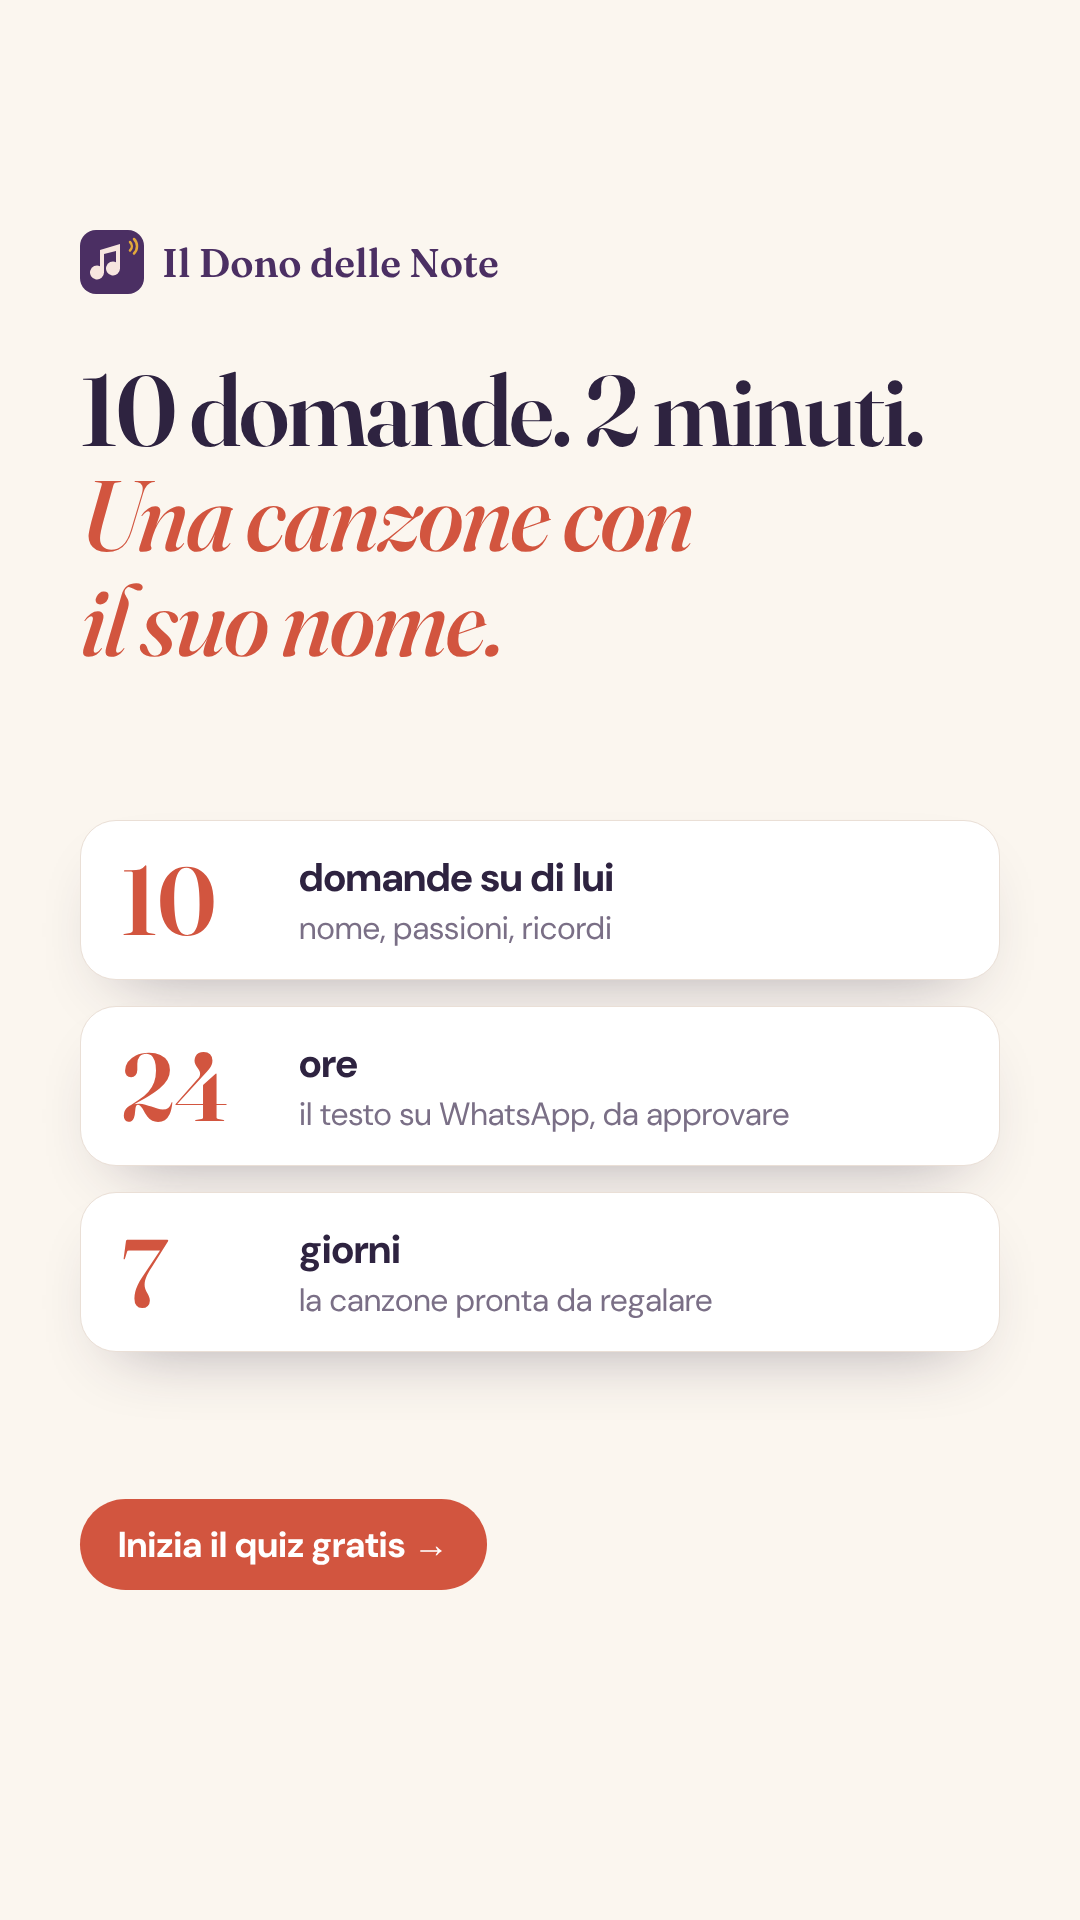 Il Dono delle Note
10 domande. 2 minuti.
Una canzone con
il suo nome.
10
domande su di lui
nome, passioni, ricordi
24
ore
il testo su WhatsApp, da approvare
7
giorni
la canzone pronta da regalare
Inizia il quiz gratis →